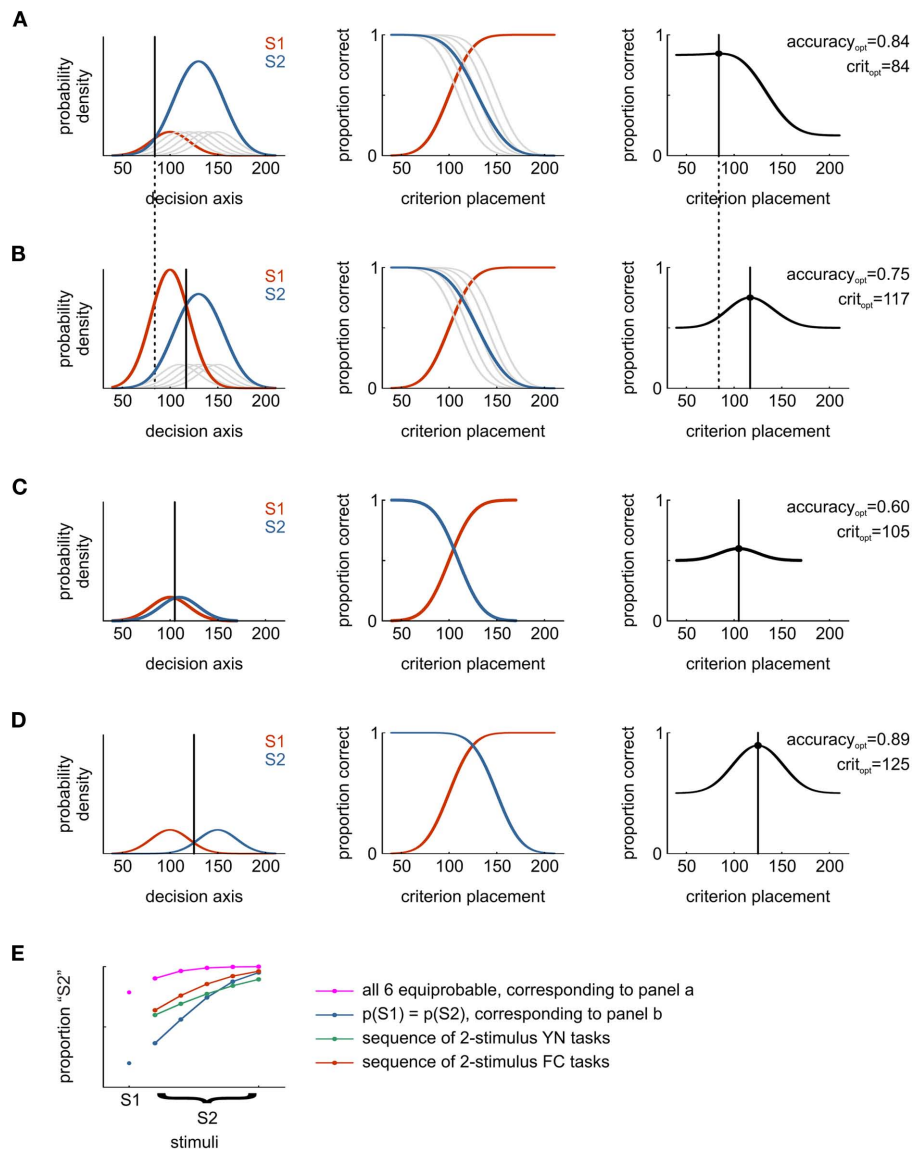 A
probability
density
S1
S2
50 100 150 200
decision axis
proportion correct
1
0
50 100 150 200
criterion placement
proportion correct
1
0
50 100 150 200
criterion placement
accuracyopt=0.84
critopt=84
B
probability
density
S1
S2
50 100 150 200
decision axis
proportion correct
1
0
50 100 150 200
criterion placement
proportion correct
1
0
50 100 150 200
criterion placement
accuracyopt=0.75
critopt=117
C
probability
density
S1
S2
50 100 150 200
decision axis
proportion correct
1
0
50 100 150 200
criterion placement
proportion correct
1
0
50 100 150 200
criterion placement
accuracyopt=0.60
critopt=105
D
probability
density
S1
S2
50 100 150 200
decision axis
proportion correct
1
0
50 100 150 200
criterion placement
proportion correct
1
0
50 100 150 200
criterion placement
accuracyopt=0.89
critopt=125
E
proportion “S2”
S1
S2
stimuli
all 6 equiprobable, corresponding to panel a
p(S1) = p(S2), corresponding to panel b
sequence of 2-stimulus YN tasks
sequence of 2-stimulus FC tasks